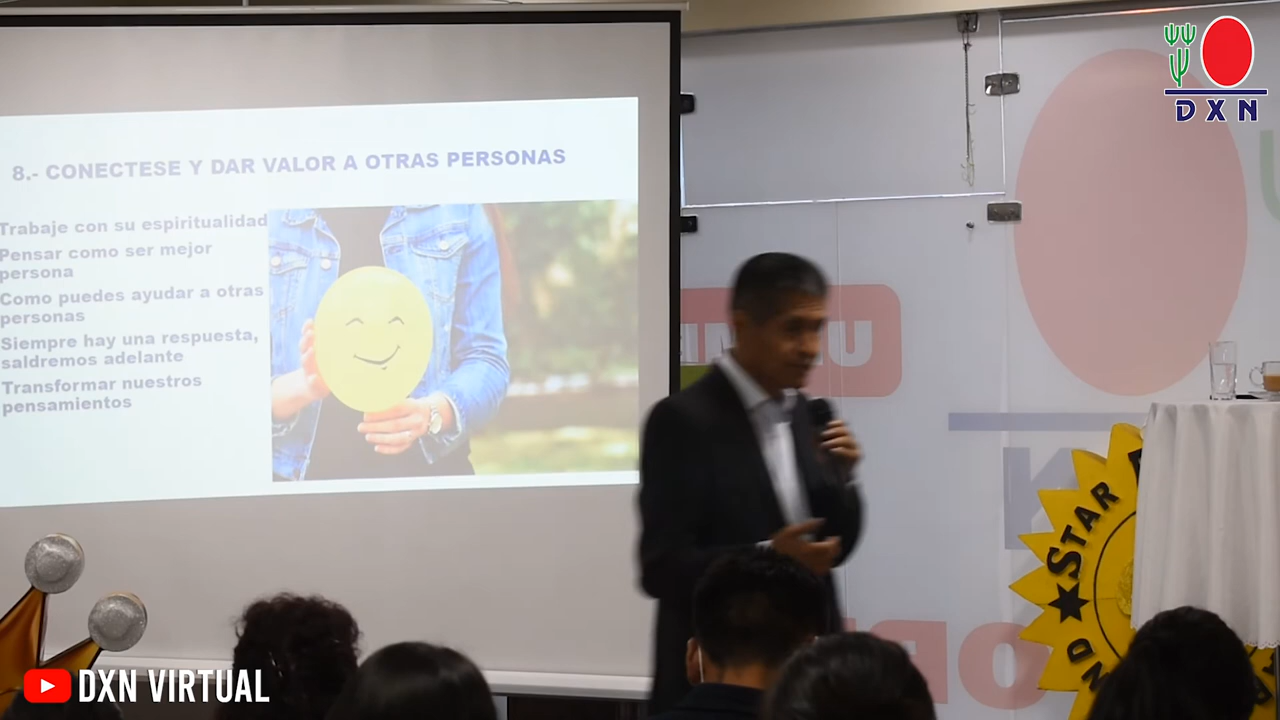 8.- CONECTESE Y DAR VALOR A OTRAS PERSONAS
Trabaje con su espiritualidad
Pensar como ser mejor
persona
Como puedes ayudar a otras
personas
Siempre hay una respuesta,
saldremos adelante
Transformar nuestros
pensamientos
DXN
STAR
DXN VIRTUAL